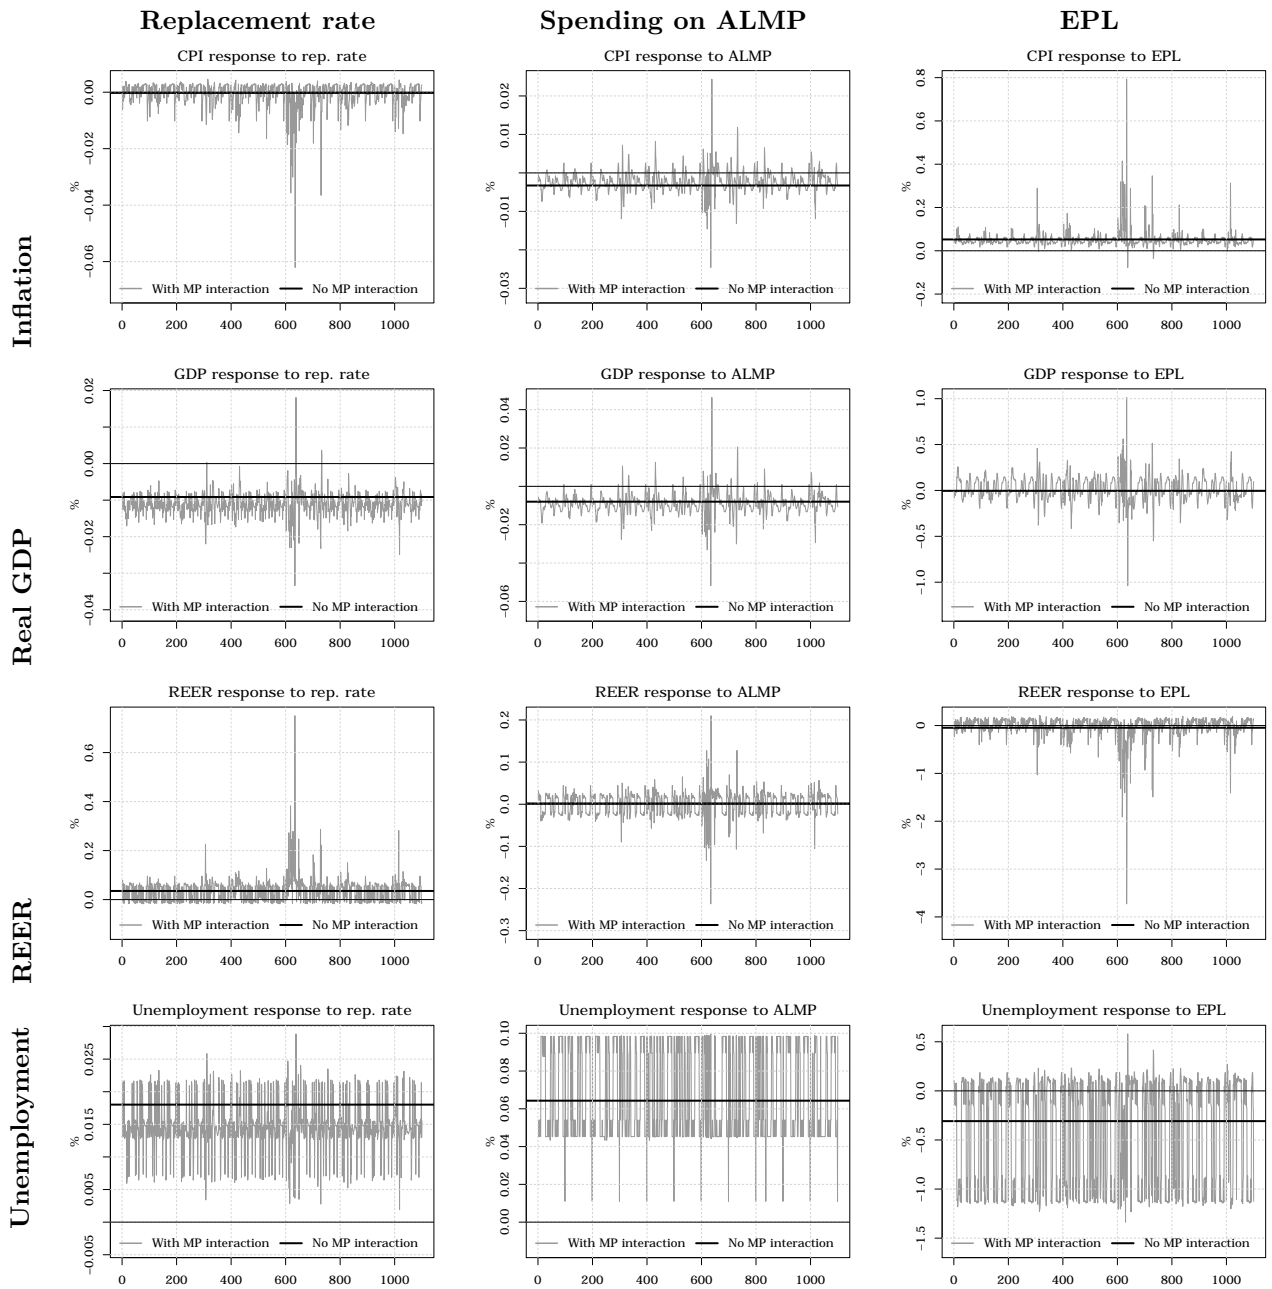 Replacement rate Spending on ALMP EPL
Inflation
CPI response to rep. rate
%
0.00
−0.02
−0.04
−0.06
With MP interaction No MP interaction
0 200 400 600 800 1000
CPI response to ALMP
%
0.02
0.01
−0.01
−0.03
With MP interaction No MP interaction
0 200 400 600 800 1000
CPI response to EPL
%
0.8
0.6
0.4
0.2
0.0
−0.2
With MP interaction No MP interaction
0 200 400 600 800 1000
Real GDP
GDP response to rep. rate
%
0.02
0.00
−0.02
−0.04
With MP interaction No MP interaction
0 200 400 600 800 1000
GDP response to ALMP
%
0.04
0.02
−0.02
−0.06
With MP interaction No MP interaction
0 200 400 600 800 1000
GDP response to EPL
%
1.0
0.5
0.0
−0.5
−1.0
With MP interaction No MP interaction
0 200 400 600 800 1000
REER
REER response to rep. rate
%
0.6
0.4
0.2
0.0
With MP interaction No MP interaction
0 200 400 600 800 1000
REER response to ALMP
%
0.2
0.1
0.0
−0.1
−0.2
−0.3
With MP interaction No MP interaction
0 200 400 600 800 1000
REER response to EPL
%
0
−1
−2
−3
−4
With MP interaction No MP interaction
0 200 400 600 800 1000
Unemployment
Unemployment response to rep. rate
%
0.025
0.015
0.005
−0.005
With MP interaction No MP interaction
0 200 400 600 800 1000
Unemployment response to ALMP
%
0.10
0.08
0.06
0.04
0.02
0.00
With MP interaction No MP interaction
0 200 400 600 800 1000
Unemployment response to EPL
%
0.5
0.0
−0.5
−1.0
−1.5
With MP interaction No MP interaction
0 200 400 600 800 1000